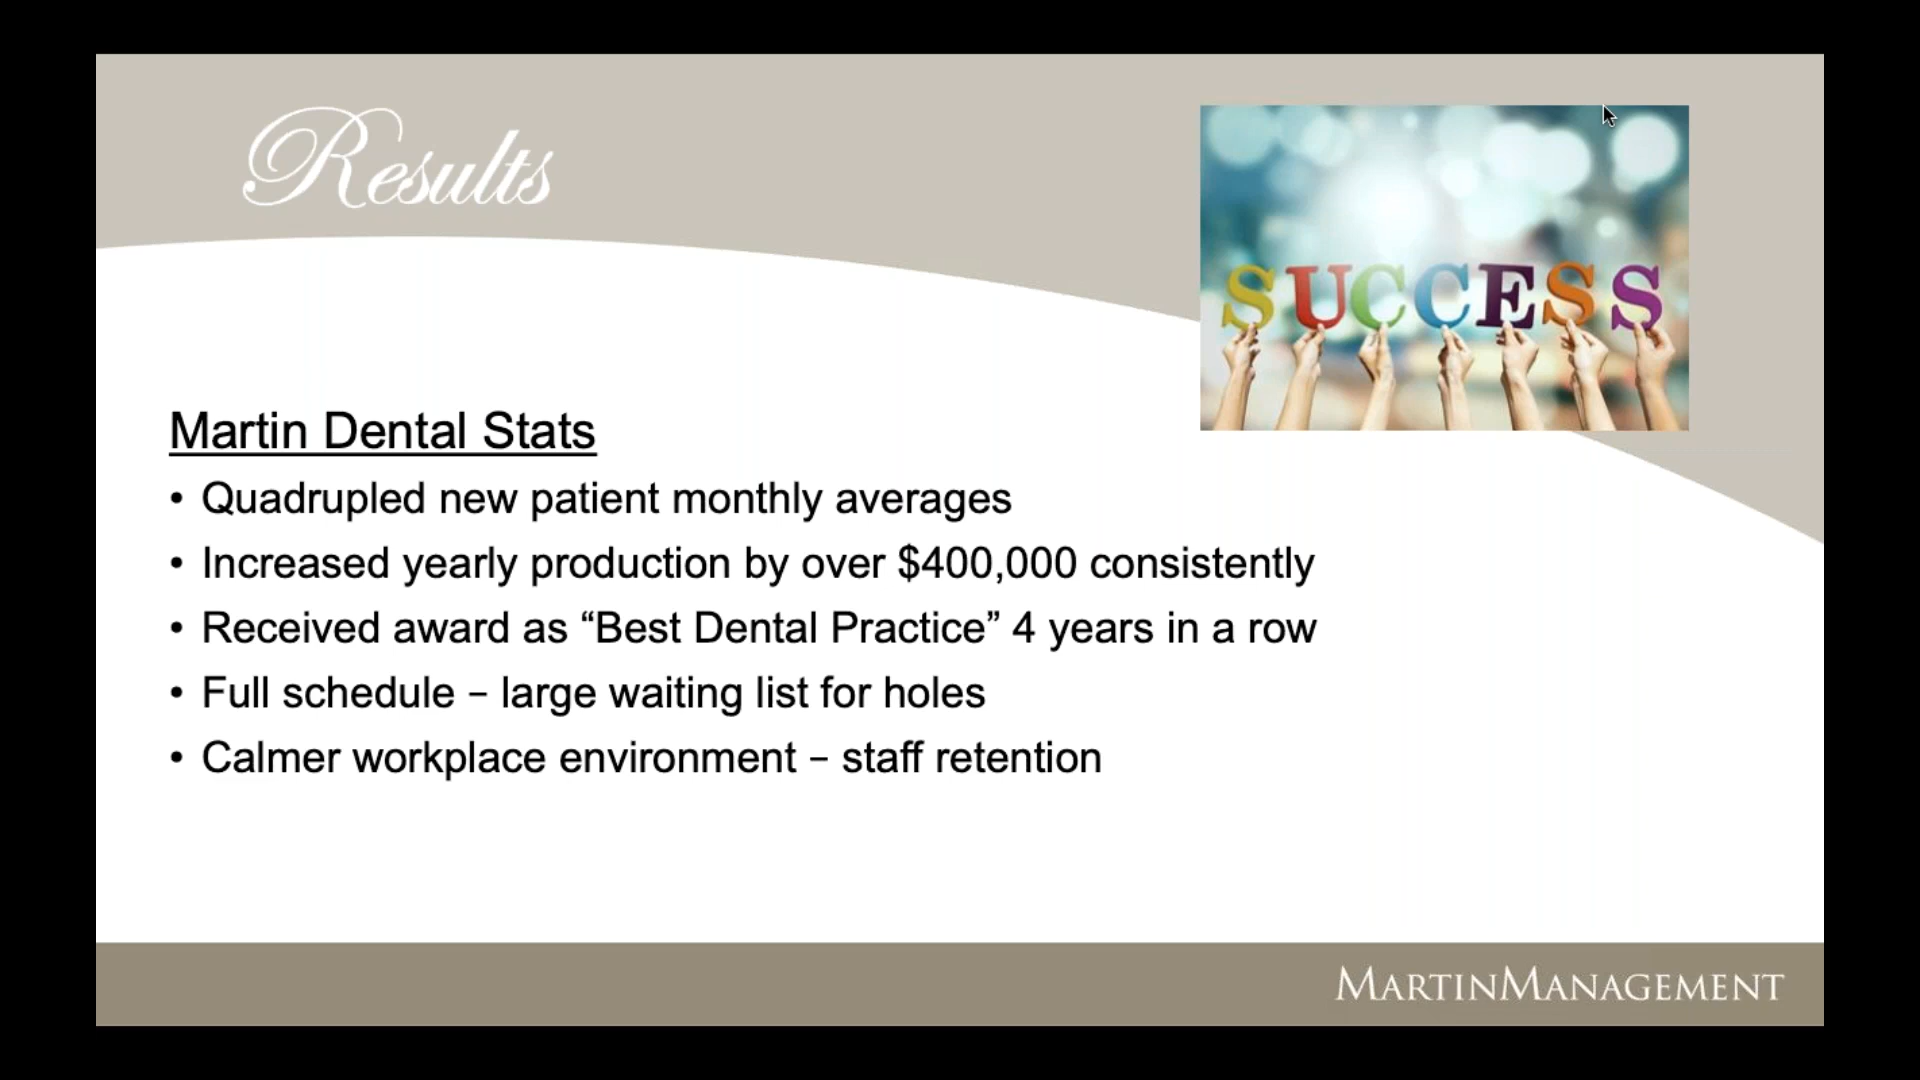 Results
SUCCESS
Martin Dental Stats
• Quadrupled new patient monthly averages
• Increased yearly production by over $400,000 consistently
• Received award as “Best Dental Practice” 4 years in a row
• Full schedule – large waiting list for holes
• Calmer workplace environment – staff retention
MARTINMANAGEMENT